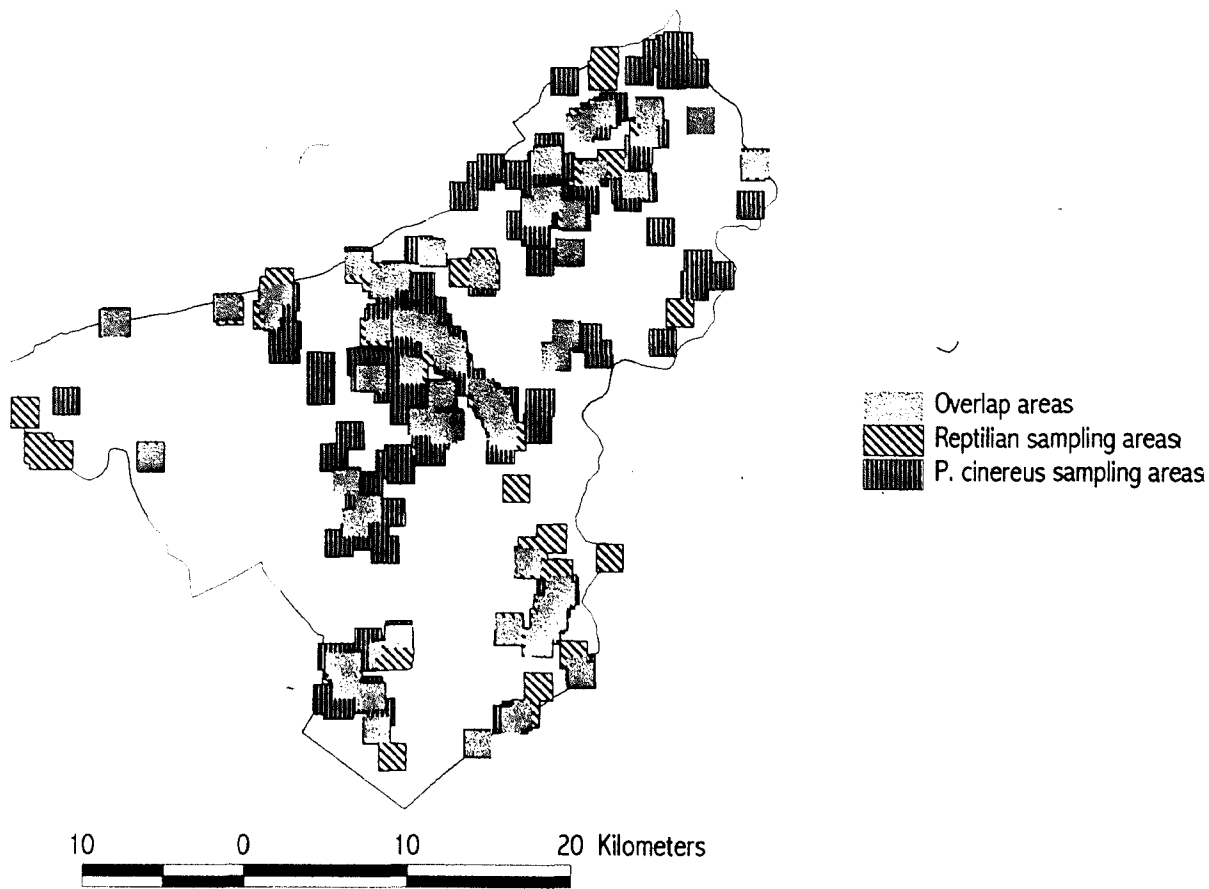 Overlap areas
Reptilian sampling areas
P. cinereus sampling areas
10 0 10 20 Kilometers